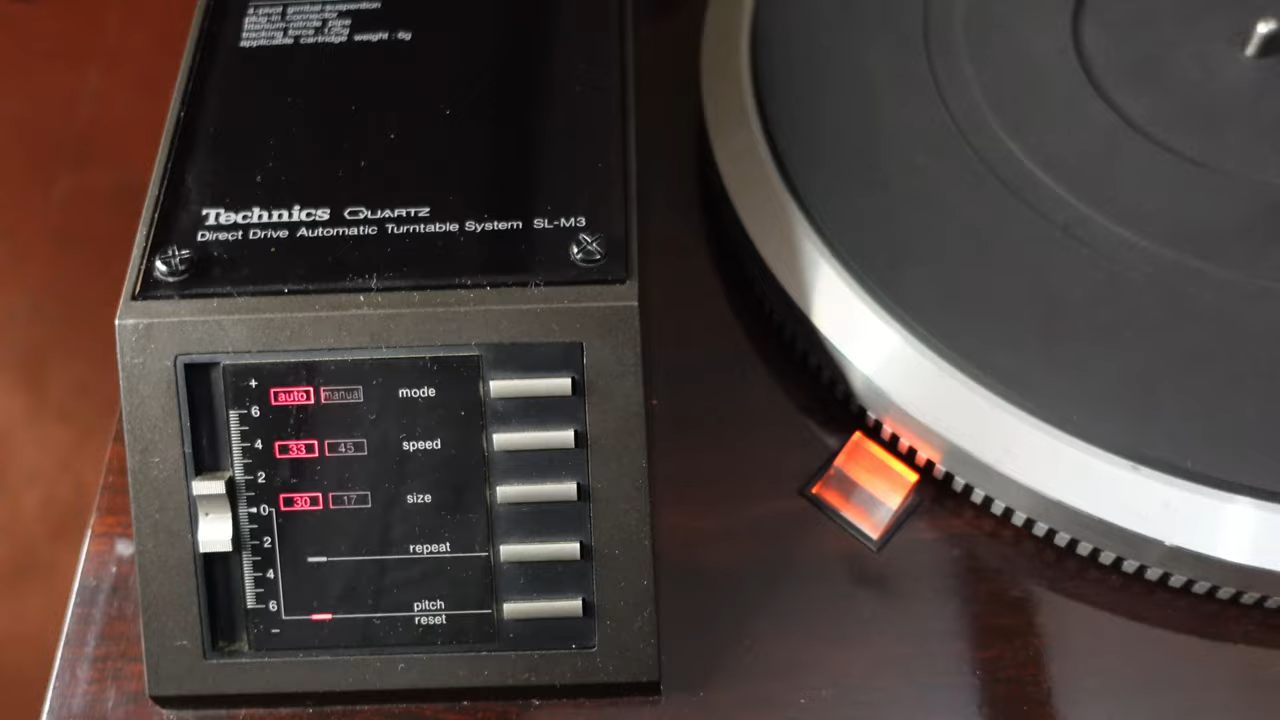 4-pivot gimbal-suspention
plug-in connector
titanium-nitride pipe
tracking force : 1.25g
applicable cartridge weight : 6g
Technics QUARTZ
Direct Drive Automatic Turntable System SL-M3
+
auto manual mode
6
33 45 speed
4
2
30 17 size
0
2
repeat
4
pitch
6
reset
−